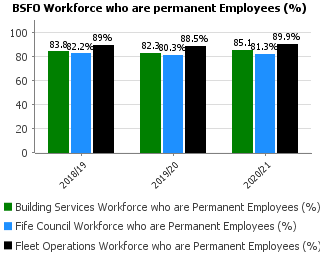 BSFO Workforce who are permanent Employees (%)
100
80
60
40
20
0
83.8 82.2% 89%
82.3 80.3% 88.5%
85.1 81.3% 89.9%
2018/19
2019/20
2020/21
Building Services Workforce who are Permanent Employees (%)
Fife Council Workforce who are Permanent Employees (%)
Fleet Operations Workforce who are Permanent Employees (%)